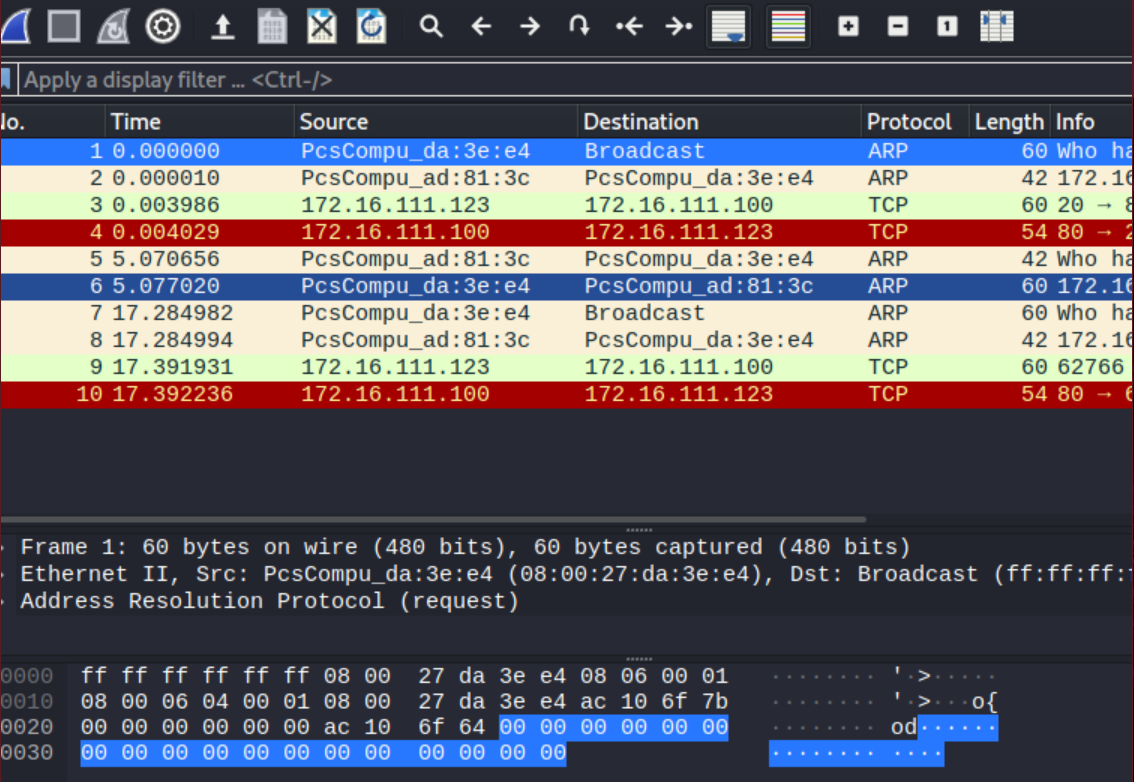 1
Apply a display filter ... <Ctrl-/>
No. Time Source Destination Protocol Length Info
1 0.000000 PcsCompu_da:3e:e4 Broadcast ARP 60 Who ha
2 0.000010 PcsCompu_ad:81:3c PcsCompu_da:3e:e4 ARP 42 172.16
3 0.003986 172.16.111.123 172.16.111.100 TCP 60 20 → 8
4 0.004029 172.16.111.100 172.16.111.123 TCP 54 80 → 2
5 5.070656 PcsCompu_ad:81:3c PcsCompu_da:3e:e4 ARP 42 Who ha
6 5.077020 PcsCompu_da:3e:e4 PcsCompu_ad:81:3c ARP 60 172.16
7 17.284982 PcsCompu_da:3e:e4 Broadcast ARP 60 Who ha
8 17.284994 PcsCompu_ad:81:3c PcsCompu_da:3e:e4 ARP 42 172.16
9 17.391931 172.16.111.123 172.16.111.100 TCP 60 62766
10 17.392236 172.16.111.100 172.16.111.123 TCP 54 80 → 6
Frame 1: 60 bytes on wire (480 bits), 60 bytes captured (480 bits)
Ethernet II, Src: PcsCompu_da:3e:e4 (08:00:27:da:3e:e4), Dst: Broadcast (ff:ff:ff:
Address Resolution Protocol (request)
0000 ff ff ff ff ff ff 08 00 27 da 3e e4 08 06 00 01 ········ '·>·····
0010 08 00 06 04 00 01 08 00 27 da 3e e4 ac 10 6f 7b ········ '·>···o{
0020 00 00 00 00 00 00 ac 10 6f 64 00 00 00 00 00 00 ········ od······
0030 00 00 00 00 00 00 00 00 00 00 00 00 ········ ····